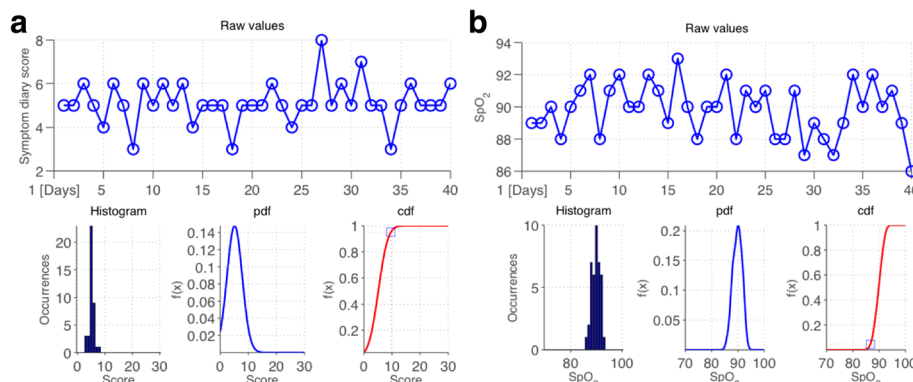 a
Raw values
Symptom diary score
8
6
4
2
1 [Days] 5 10 15 20 25 30 35 40
Histogram
Occurrences
20
15
10
5
0
0 10 20 30
Score
pdf
f(x)
0.14
0.12
0.1
0.08
0.06
0.04
0.02
0 10 20 30
Score
cdf
f(x)
1
0.8
0.6
0.4
0.2
0 10 20 30
Score
b
Raw values
SpO2
94
92
90
88
86
1 [Days] 5 10 15 20 25 30 35 40
Histogram
Occurrences
10
5
0
80 100
SpO2
pdf
f(x)
0.2
0.15
0.1
0.05
70 80 90 100
SpO2
cdf
f(x)
1
0.8
0.6
0.4
0.2
70 80 90 100
SpO2